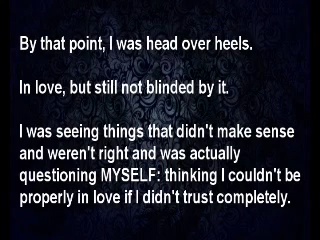 By that point, I was head over heels.
In love, but still not blinded by it.
I was seeing things that didn't make sense
and weren't right and was actually
questioning MYSELF: thinking I couldn't be
properly in love if I didn't trust completely.